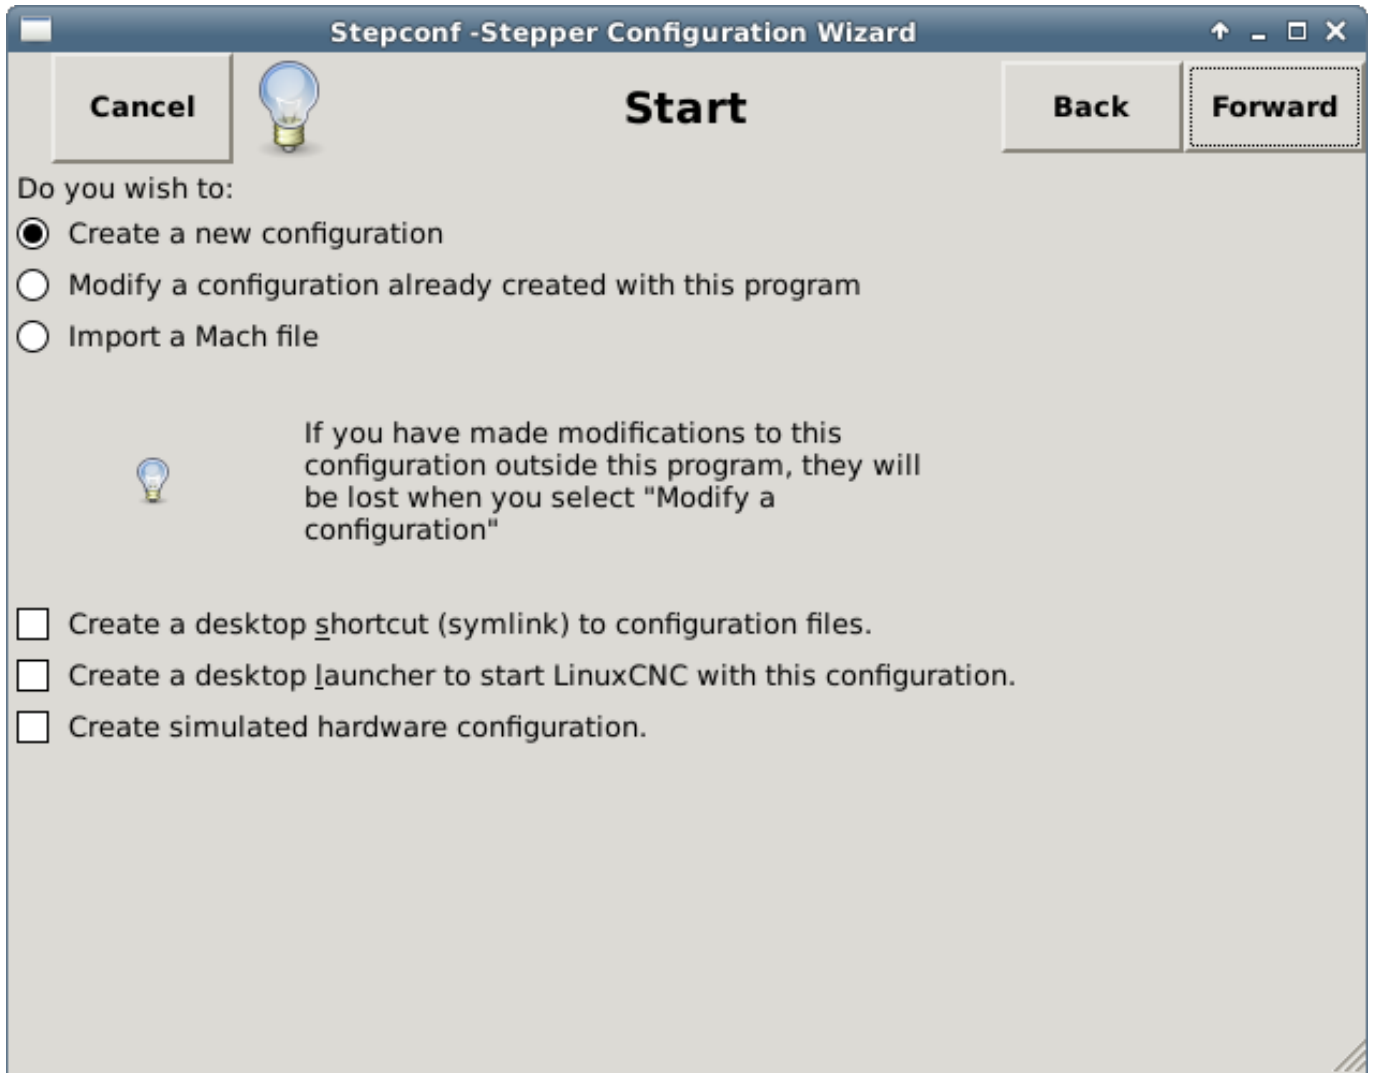 Stepconf -Stepper Configuration Wizard
Cancel
Start
Back
Forward
Do you wish to:
Create a new configuration
Modify a configuration already created with this program
Import a Mach file
If you have made modifications to this
configuration outside this program, they will
be lost when you select "Modify a
configuration"
Create a desktop shortcut (symlink) to configuration files.
Create a desktop launcher to start LinuxCNC with this configuration.
Create simulated hardware configuration.